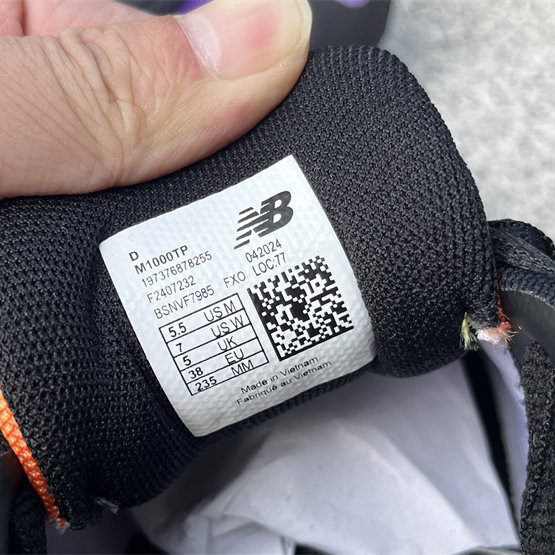 D
M1000TP
197376878255
F2407232
BSNVF7985 FXO
NB
042024
LOC:77
5.5 US M
7 US W
5 UK
38 EU
235 MM
Made in Vietnam
Fabriqué au Vietnam